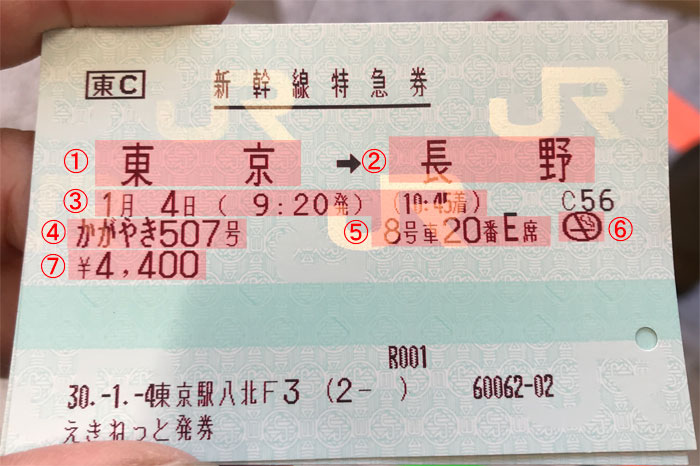 東C 新幹線特急券
① 東京 ➡ ② 長野
③ 1月 4日 ( 9:20発) (10:45着) C56
④ かがやき507号 ⑤ 8号車20番E席 ⑥
⑦ ¥4,400
R001
30.-1.-4東京駅八北F3 (2- ) 60062-02
えきねっと発券
JR
JR